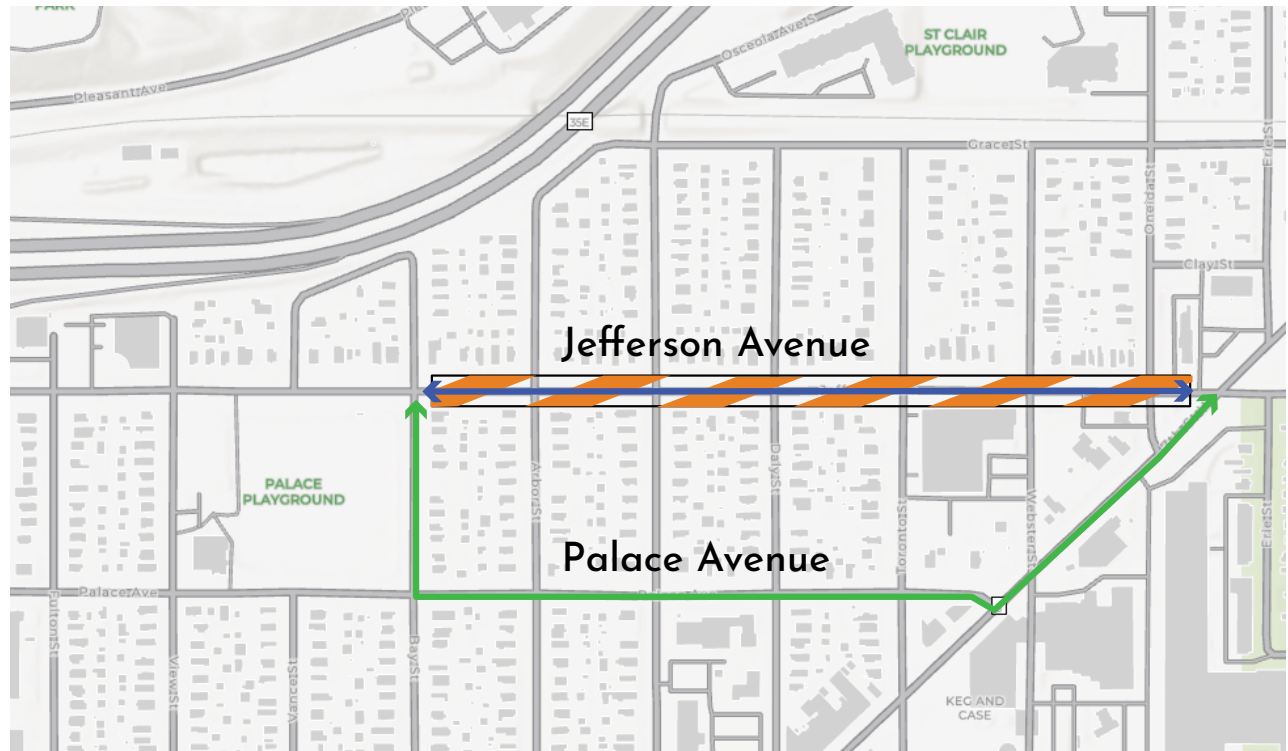 PARK
ST CLAIR
PLAYGROUND
Osceola Ave S
Pleasant Ave
35E
Grace St
Erie St
Oneida St
Clay St
Jefferson Avenue
PALACE
PLAYGROUND
Arbor St
Daly St
Toronto St
Webster St
Erie St
Palace Avenue
Palace Ave
Fulton St
View St
Vance St
Bay St
KEG AND
CASE